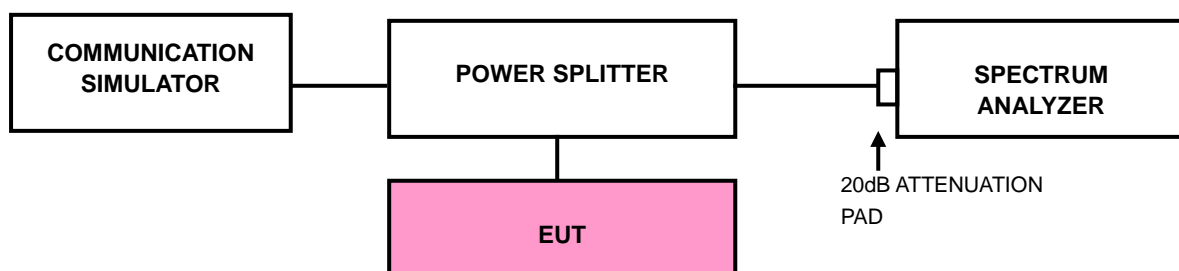 COMMUNICATION
SIMULATOR
POWER SPLITTER
SPECTRUM
ANALYZER
20dB ATTENUATION
PAD
EUT